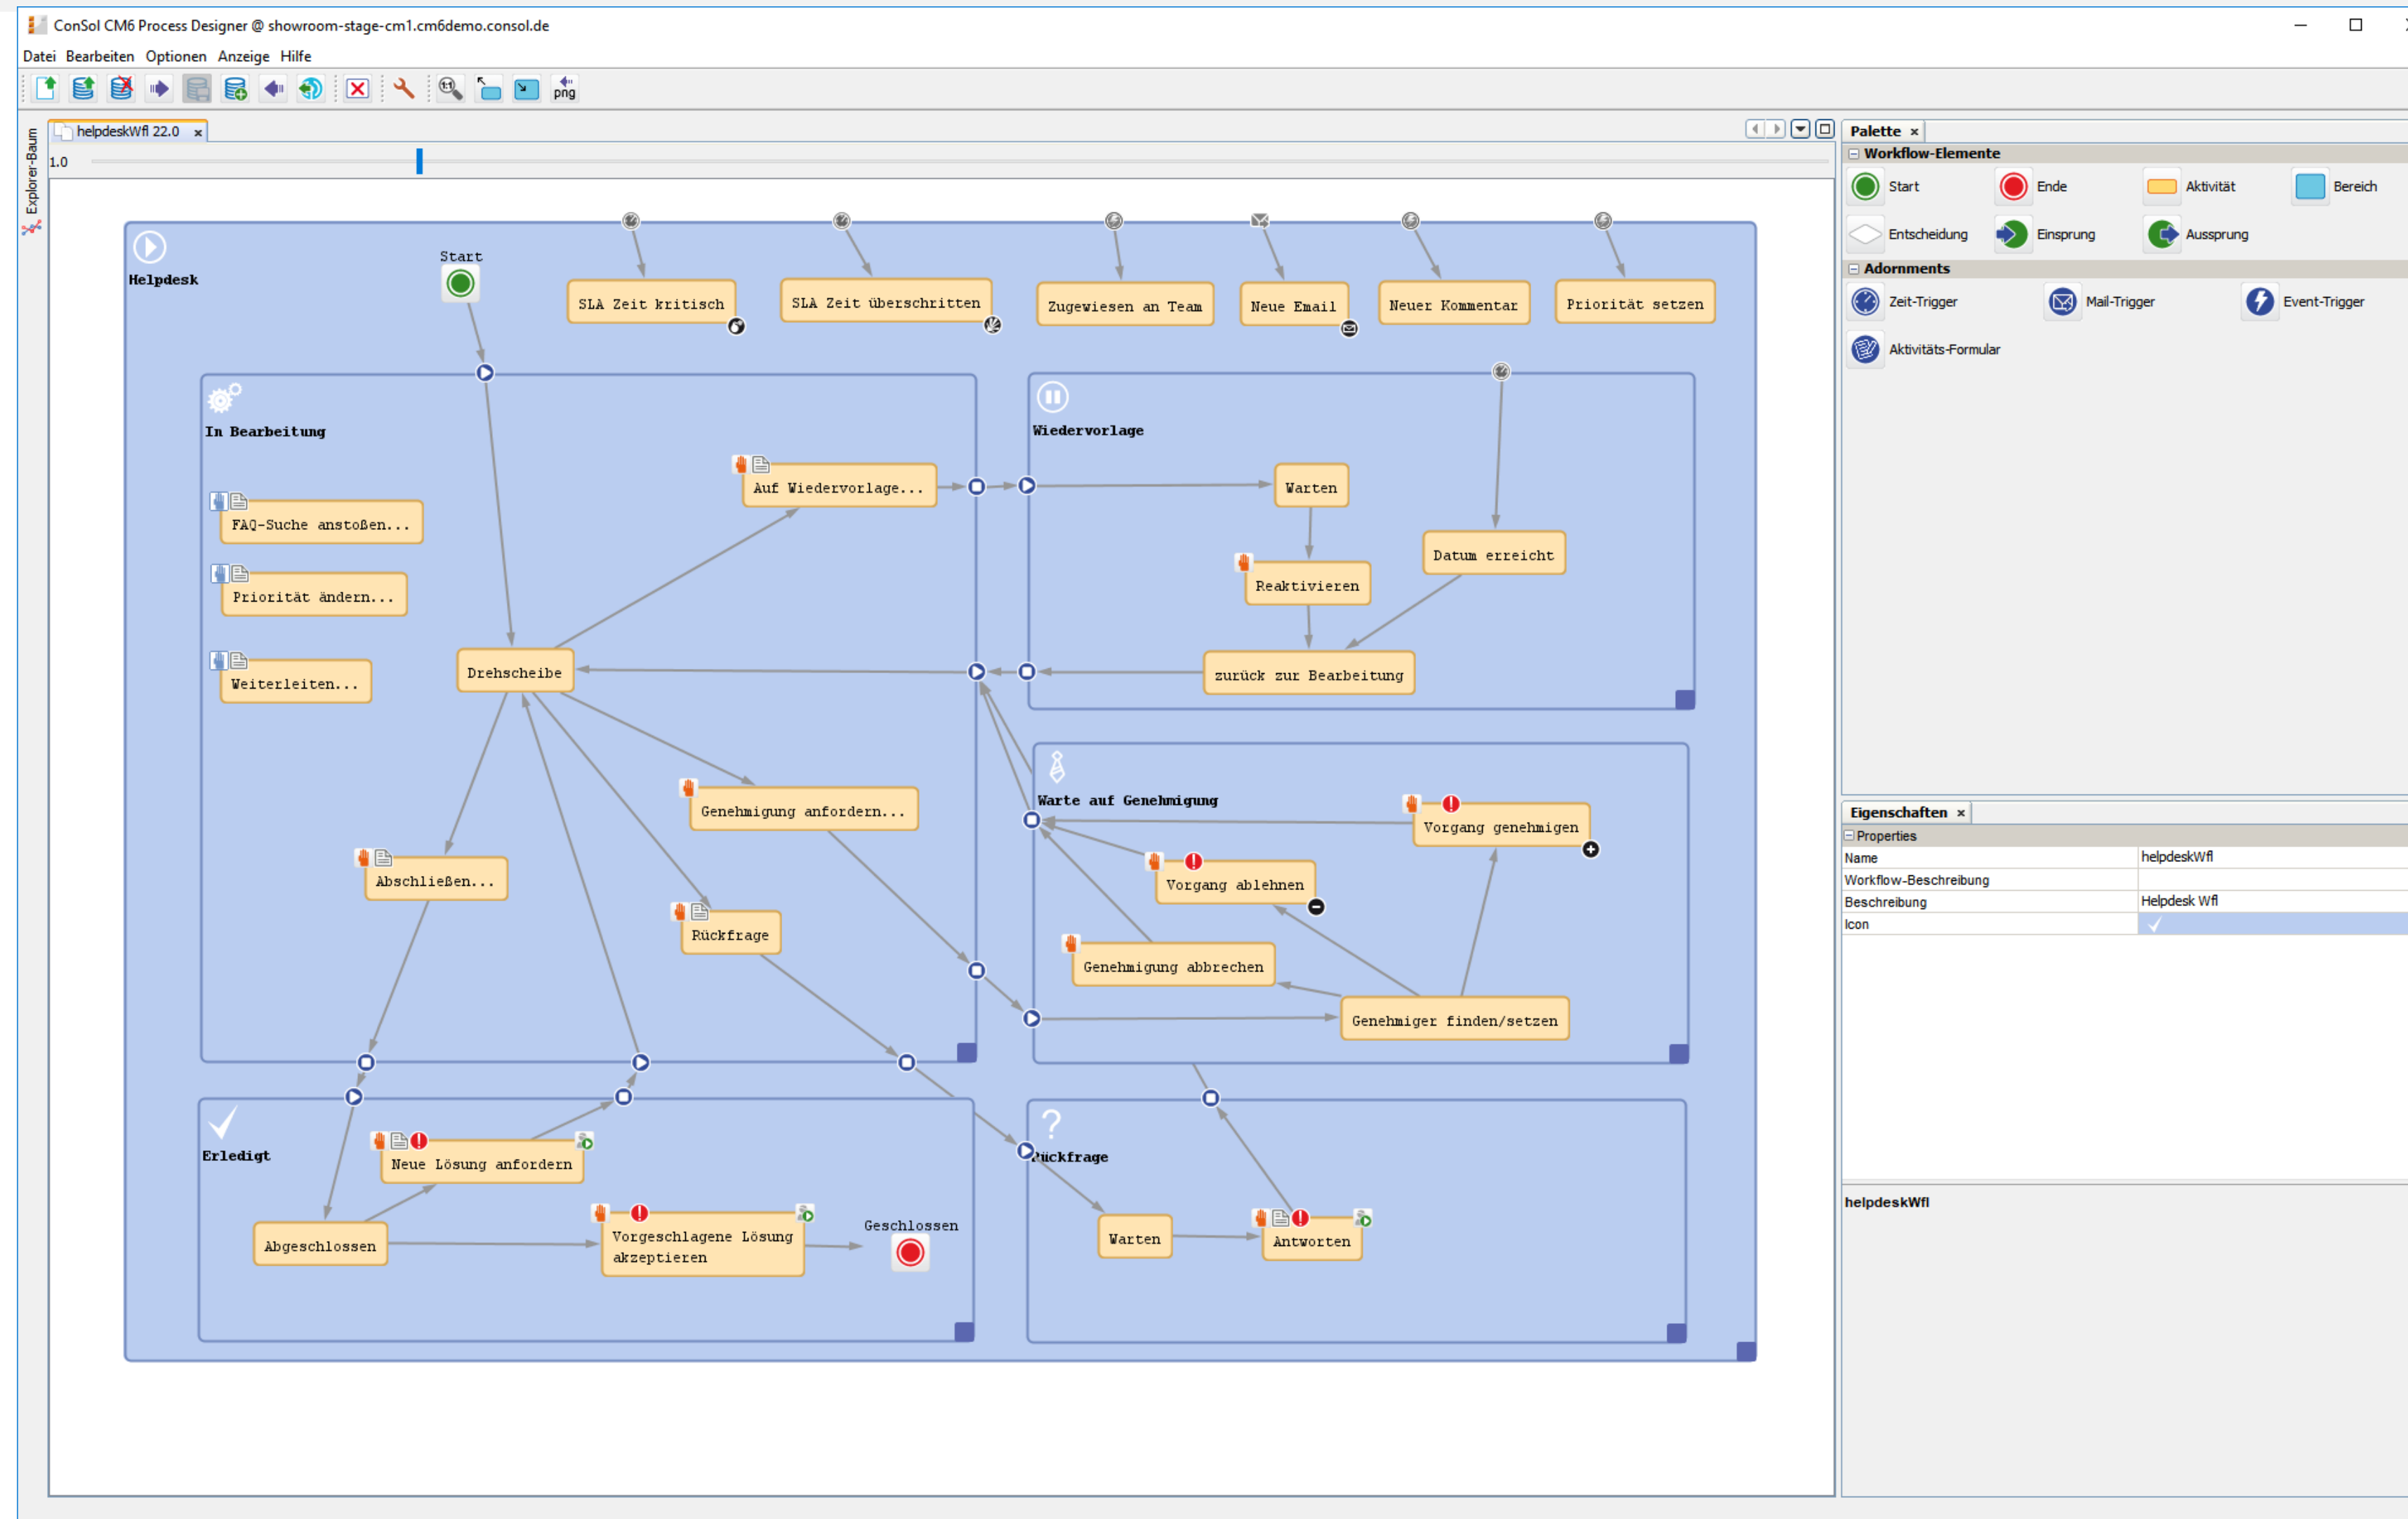 ConSol CM6 Process Designer @ showroom-stage-cm1.cm6demo.consol.de
Datei Bearbeiten Optionen Anzeige Hilfe
1:1
png
Explorer-Baum
helpdeskWfl 22.0
1.0
Helpdesk
Start
SLA Zeit kritisch
SLA Zeit überschritten
Zugewiesen an Team
Neue Email
Neuer Kommentar
Priorität setzen
In Bearbeitung
FAQ-Suche anstoßen...
Priorität ändern...
Weiterleiten...
Auf Wiedervorlage...
Drehscheibe
Genehmigung anfordern...
Abschließen...
Rückfrage
Wiedervorlage
Warten
Datum erreicht
Reaktivieren
zurück zur Bearbeitung
Warte auf Genehmigung
Vorgang genehmigen
Vorgang ablehnen
Genehmigung abbrechen
Genehmiger finden/setzen
Erledigt
Neue Lösung anfordern
Abgeschlossen
Vorgeschlagene Lösung
akzeptieren
Geschlossen
Rückfrage
Warten
Antworten
Palette
Workflow-Elemente
Start
Ende
Aktivität
Bereich
Entscheidung
Einsprung
Aussprung
Adornments
Zeit-Trigger
Mail-Trigger
Event-Trigger
Aktivitäts-Formular
Eigenschaften
Properties
Name helpdeskWfl
Workflow-Beschreibung
Beschreibung Helpdesk Wfl
Icon
helpdeskWfl